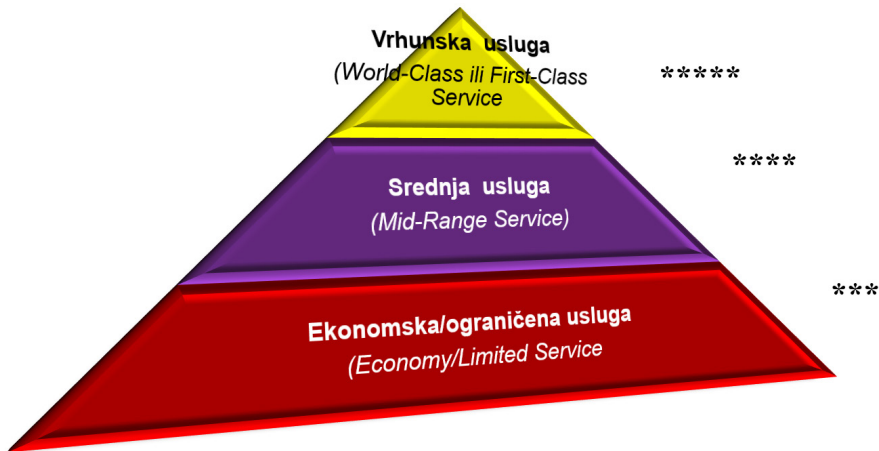 Vrhunska usluga
(World-Class ili First-Class
Service
*****
****
Srednja usluga
(Mid-Range Service)
***
Ekonomska/ograničena usluga
(Economy/Limited Service